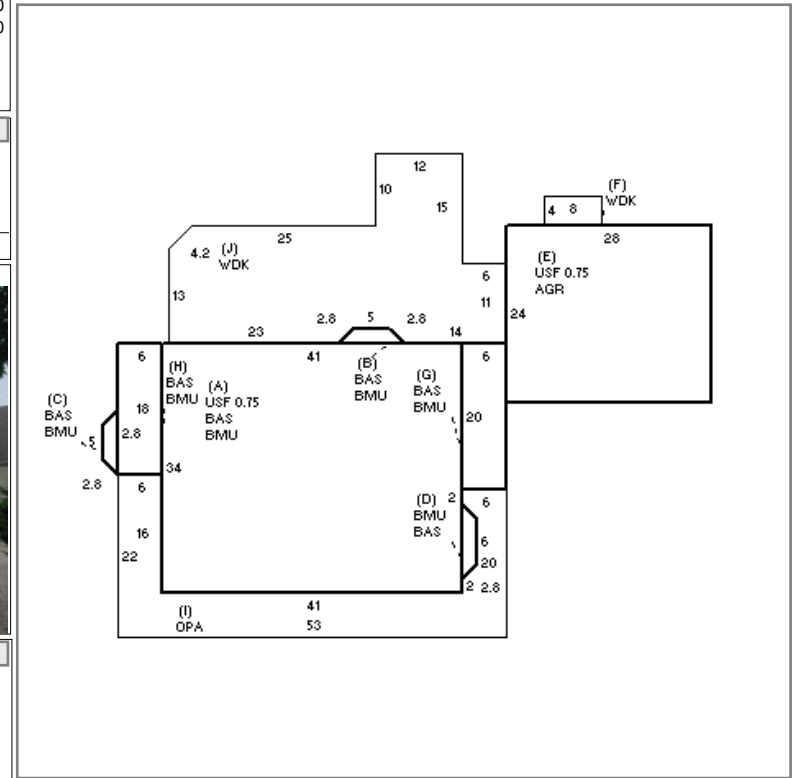 12
10
15
(F)
WDK
4 8
25
28
4.2 (J)
WDK
(E)
USF 0.75
AGR
6
13
11
24
2.8 5 2.8
23
14
6
41
6
(H)
BAS
BMU
(A)
USF 0.75
BAS
BMU
(B)
BAS
BMU
(G)
BAS
BMU
(C)
BAS
BMU
18
20
2.8
5
34
2.8
6
(D)
BMU
BAS
2
6
16
6
22
20
2 2.8
(I)
OPA
41
53